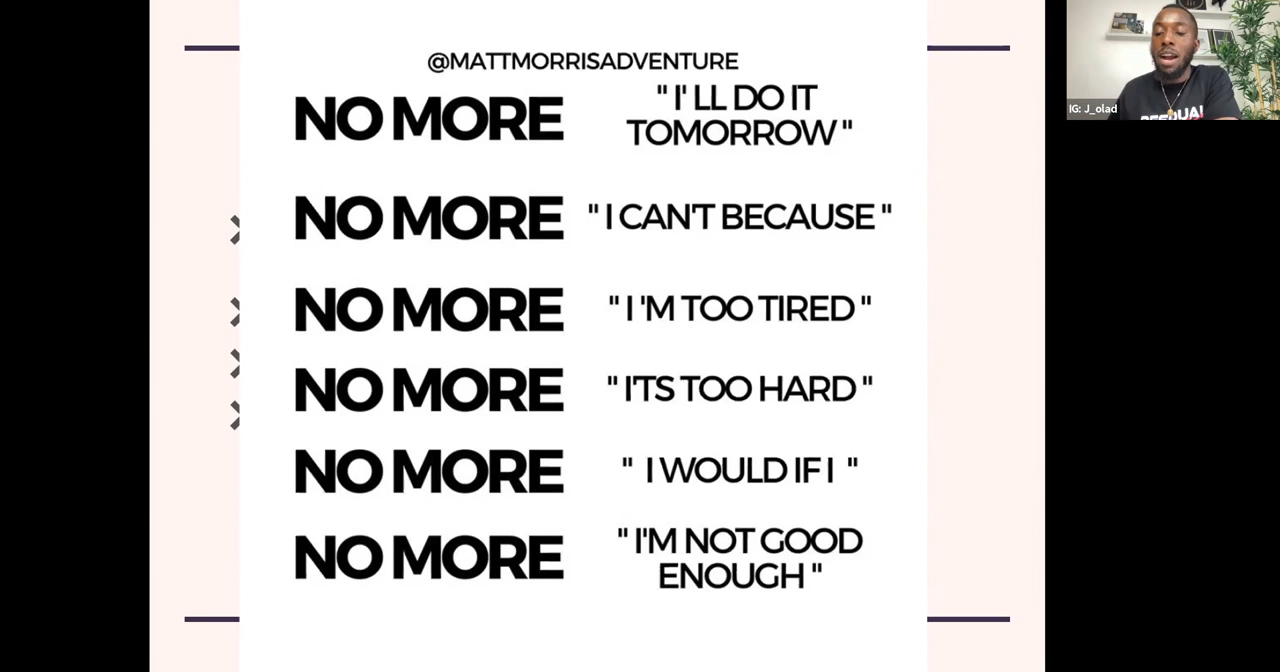 @MATTMORRISADVENTURE
NO MORE " I' LL DO IT
TOMORROW "
NO MORE " I CAN'T BECAUSE "
NO MORE " I 'M TOO TIRED "
NO MORE " I'TS TOO HARD "
NO MORE " I WOULD IF I "
NO MORE " I'M NOT GOOD
ENOUGH "
IG: J_olad